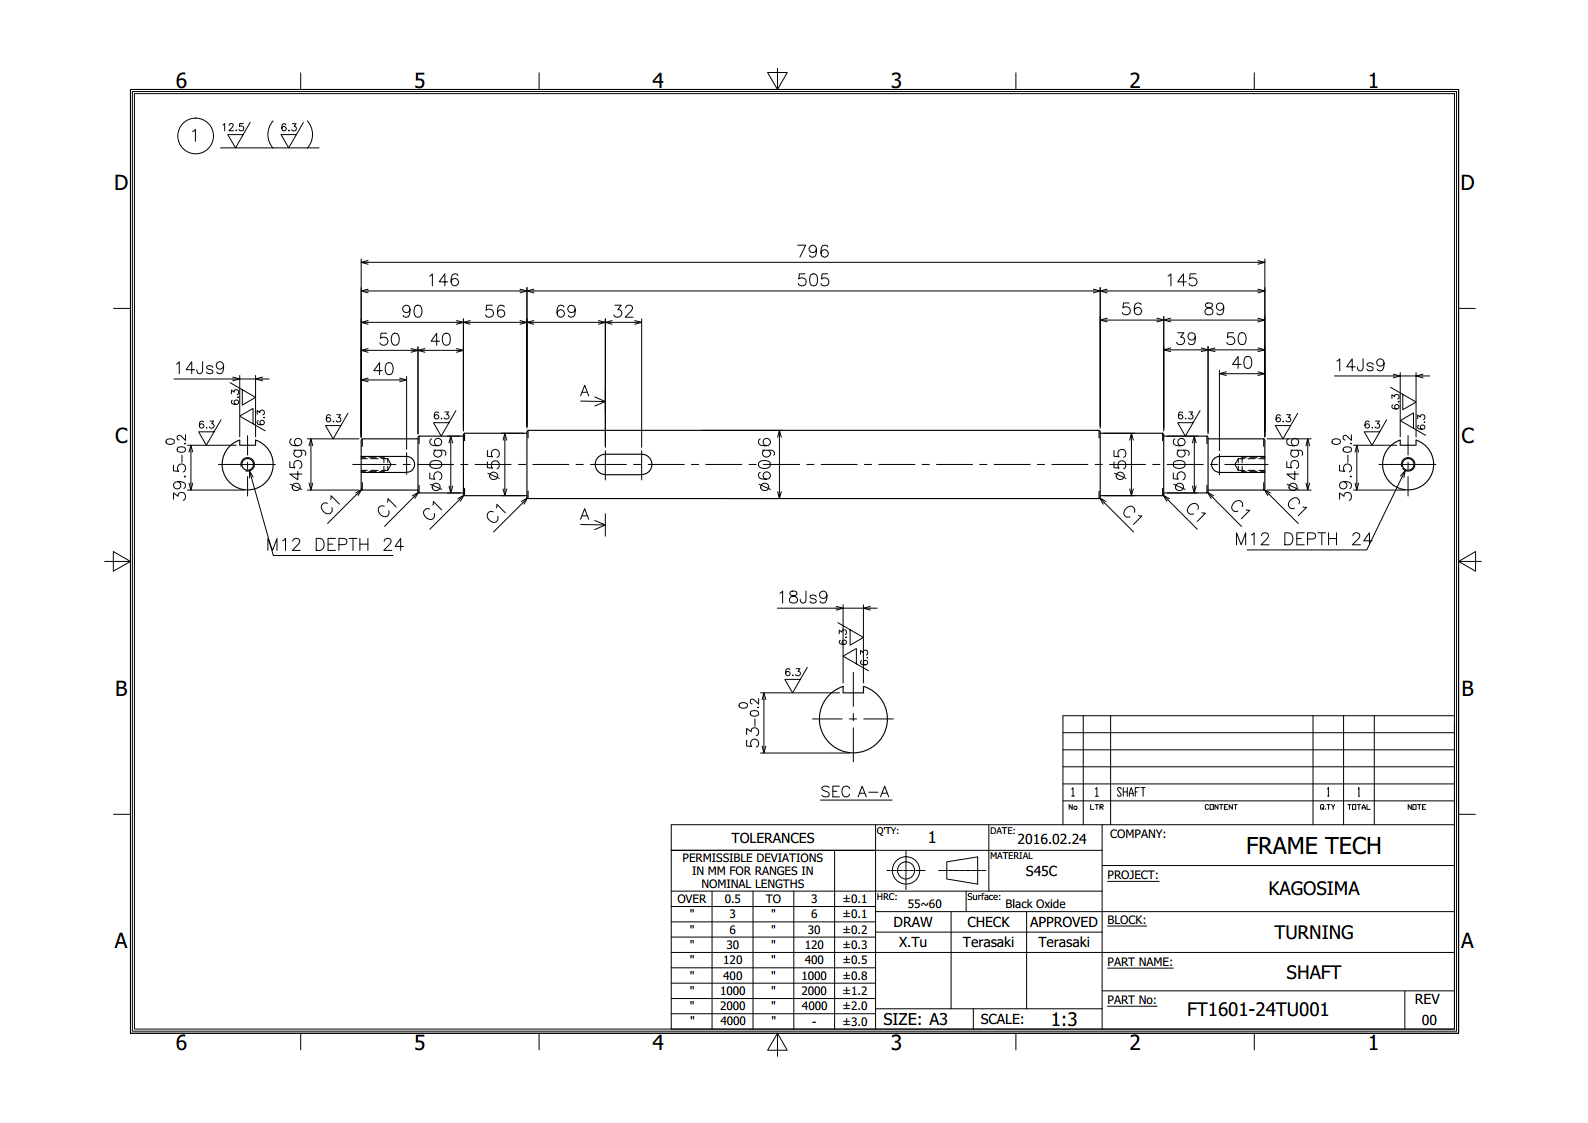 6 5 4 3 2 1
1 12.5 ( 6.3 )
D D
796
146 505 145
90 56 69 32 56 89
50 40 39 50
40 40
14Js9 14Js9
A
6.3 6.3 6.3 6.3 6.3 6.3 6.3 6.3
6.3 6.3
C C
39.5-0.2 0 ø45g6 ø50g6 ø55 ø60g6 ø55 ø50g6 ø45g6 39.5-0.2 0
C1 C1 C1 C1 C1 C1 C1 C1
A
M12 DEPTH 24 M12 DEPTH 24
18Js9
6.3
6.3
6.3
B B
53-0.2 0
SEC A-A
1 1 SHAFT 1 1
No LTR CONTENT Q.TY TOTAL NOTE
TOLERANCES
PERMISSIBLE DEVIATIONS
IN MM FOR RANGES IN
NOMINAL LENGTHS
OVER 0.5 TO 3 ±0.1
" 3 " 6 ±0.1
" 6 " 30 ±0.2
" 30 " 120 ±0.3
" 120 " 400 ±0.5
" 400 " 1000 ±0.8
" 1000 " 2000 ±1.2
" 2000 " 4000 ±2.0
" 4000 " - ±3.0
Q'TY: 1 DATE: 2016.02.24
MATERIAL
S45C
HRC: 55~60 Surface: Black Oxide
DRAW CHECK APPROVED
X.Tu Terasaki Terasaki
SIZE: A3 SCALE: 1:3
COMPANY: FRAME TECH
PROJECT: KAGOSIMA
BLOCK: TURNING
PART NAME: SHAFT
PART No: FT1601-24TU001
REV
00
A A
6 5 4 3 2 1